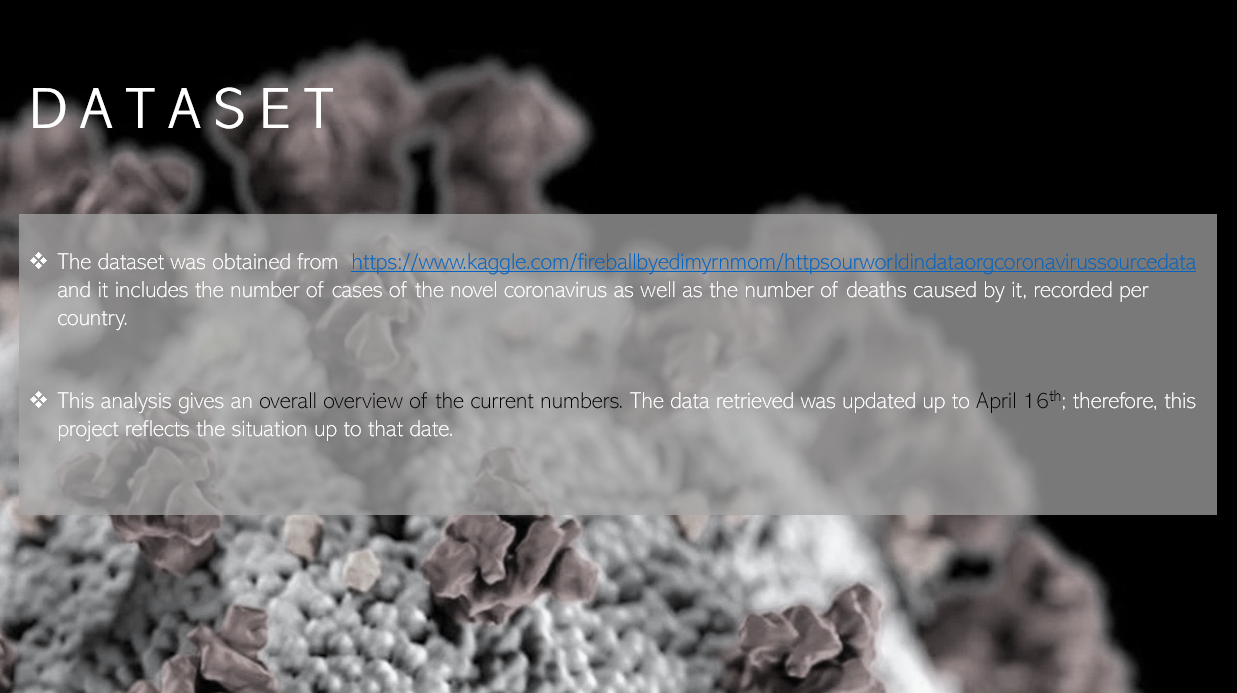 DATASET
❖ The dataset was obtained from https://www.kaggle.com/fireballbyedimyrnmom/httpsourworldindataorgcoronavirussourcedata
and it includes the number of cases of the novel coronavirus as well as the number of deaths caused by it, recorded per
country.
❖ This analysis gives an overall overview of the current numbers. The data retrieved was updated up to April 16th; therefore, this
project reflects the situation up to that date.